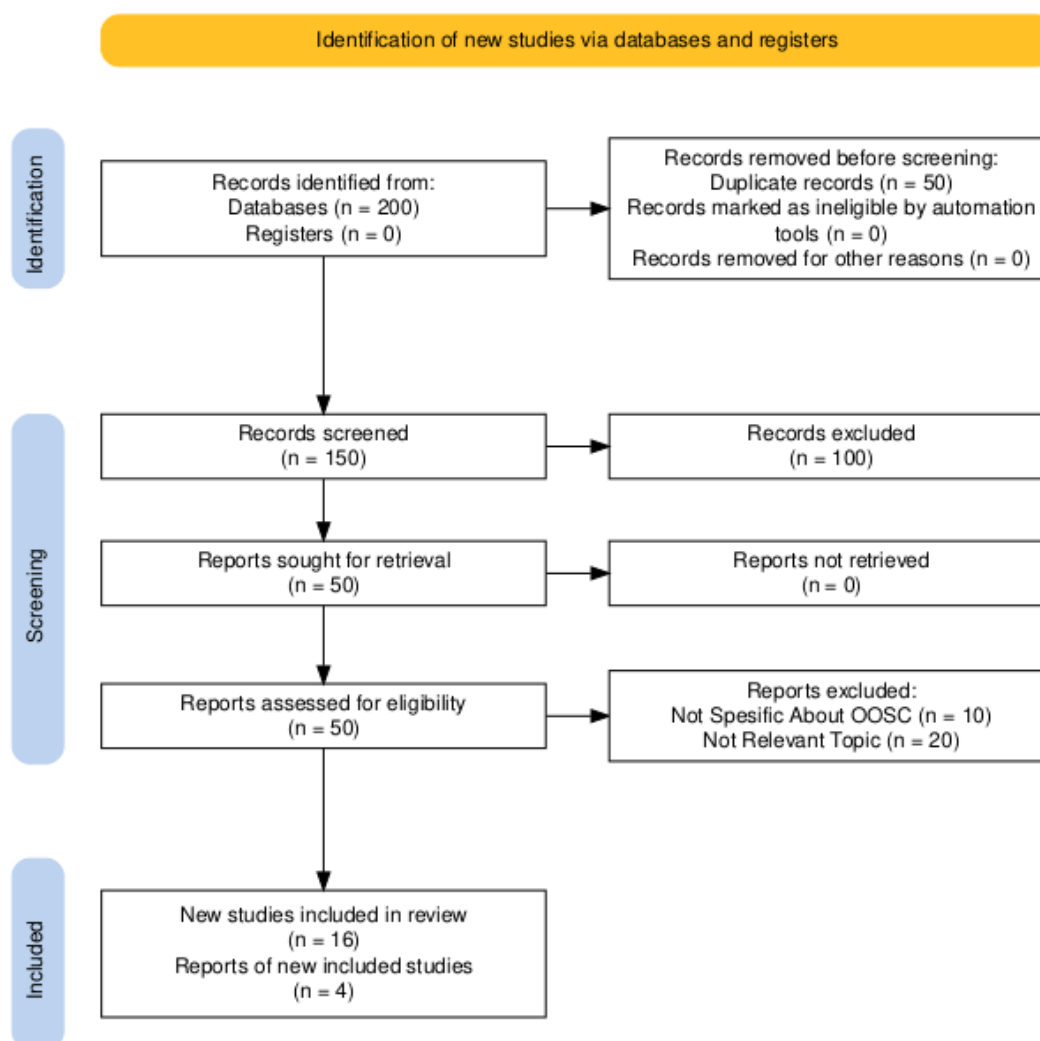 Identification of new studies via databases and registers
Identification
Records identified from:
Databases (n = 200)
Registers (n = 0)
Records removed before screening:
Duplicate records (n = 50)
Records marked as ineligible by automation
tools (n = 0)
Records removed for other reasons (n = 0)
Screening
Records screened
(n = 150)
Records excluded
(n = 100)
Reports sought for retrieval
(n = 50)
Reports not retrieved
(n = 0)
Reports assessed for eligibility
(n = 50)
Reports excluded:
Not Spesific About OOSC (n = 10)
Not Relevant Topic (n = 20)
Included
New studies included in review
(n = 16)
Reports of new included studies
(n = 4)